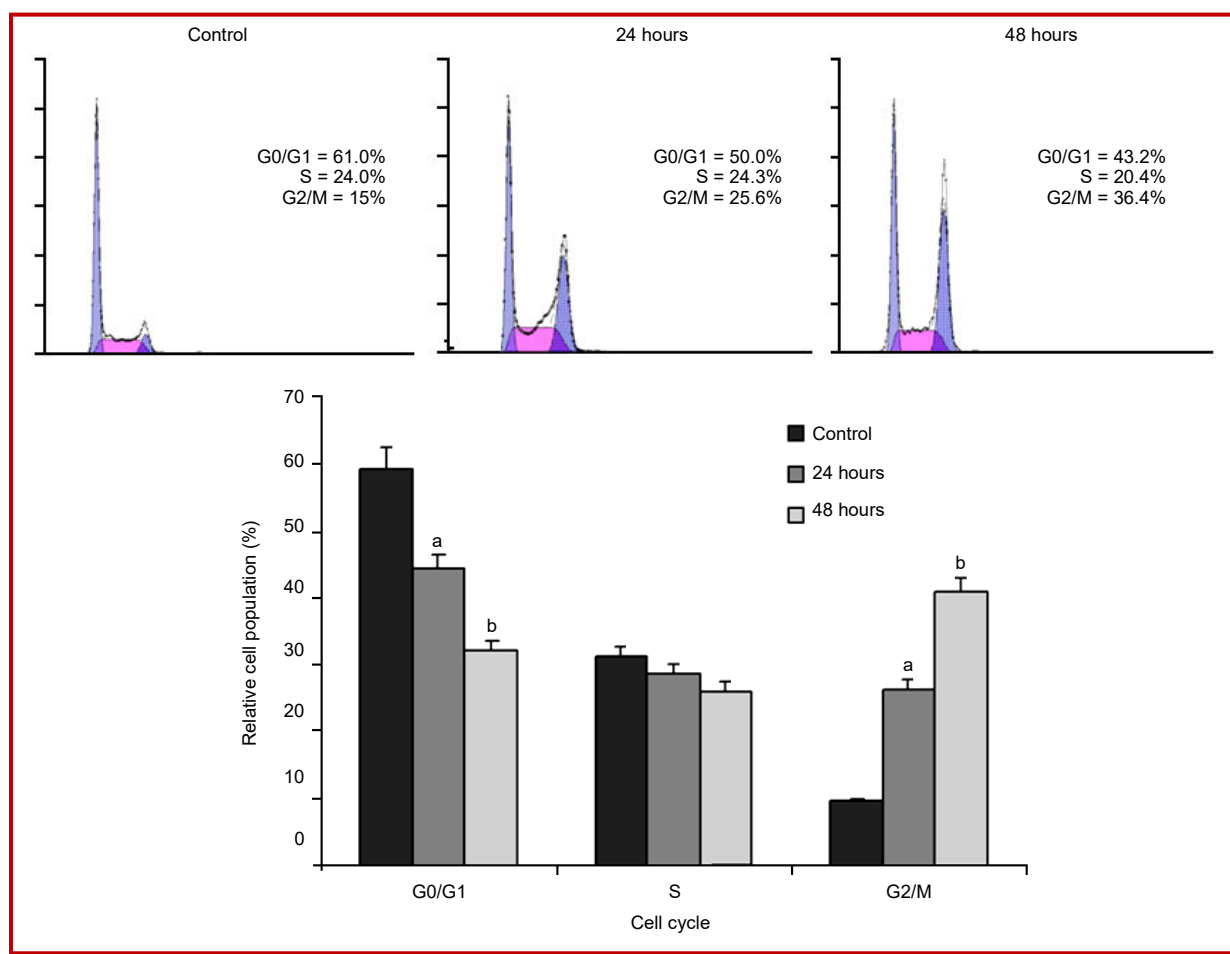 Control
G0/G1 = 61.0%
S = 24.0%
G2/M = 15%
24 hours
G0/G1 = 50.0%
S = 24.3%
G2/M = 25.6%
48 hours
G0/G1 = 43.2%
S = 20.4%
G2/M = 36.4%
Relative cell population (%)
70
60
50
40
30
20
10
0
a
b
a
b
Control
24 hours
48 hours
G0/G1
S
G2/M
Cell cycle